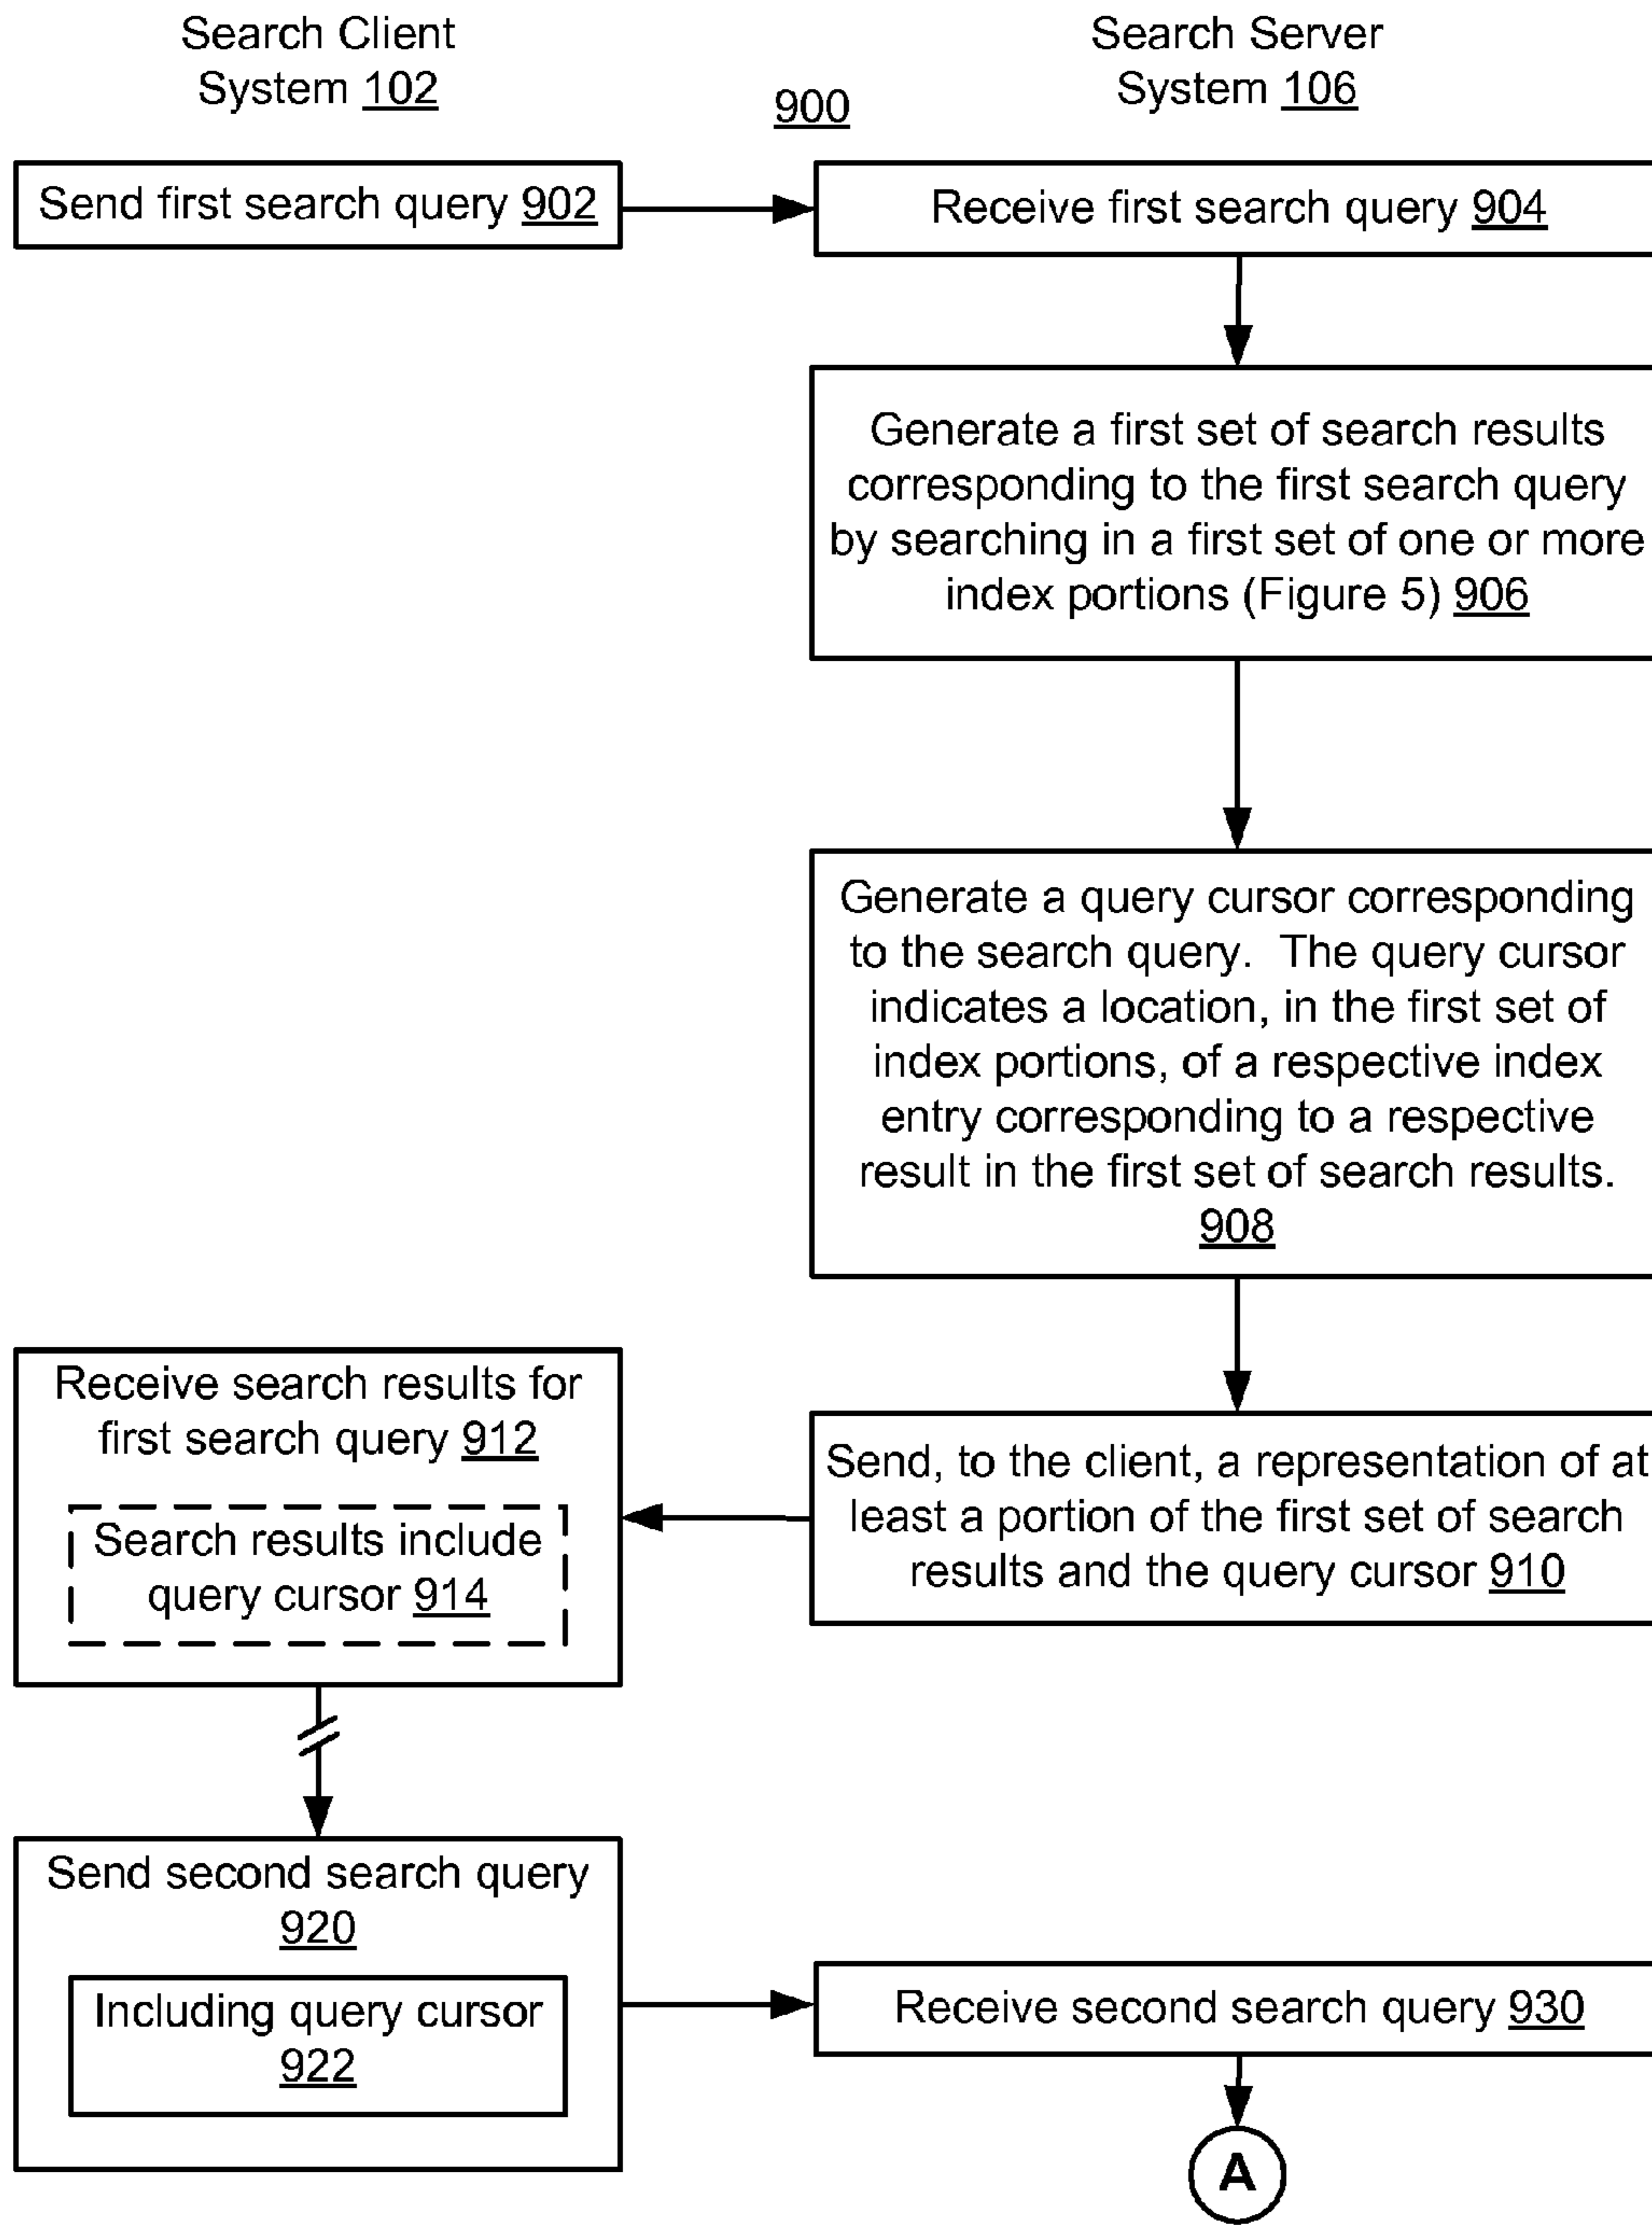 Search Client
System 102
Search Server
System 106
900
Send first search query 902
Receive first search query 904
Generate a first set of search results
corresponding to the first search query
by searching in a first set of one or more
index portions (Figure 5) 906
Generate a query cursor corresponding
to the search query.  The query cursor
indicates a location, in the first set of
index portions, of a respective index
entry corresponding to a respective
result in the first set of search results.
908
Receive search results for
first search query 912
Search results include
query cursor 914
Send, to the client, a representation of at
least a portion of the first set of search
results and the query cursor 910
Send second search query
920
Including query cursor
922
Receive second search query 930
A